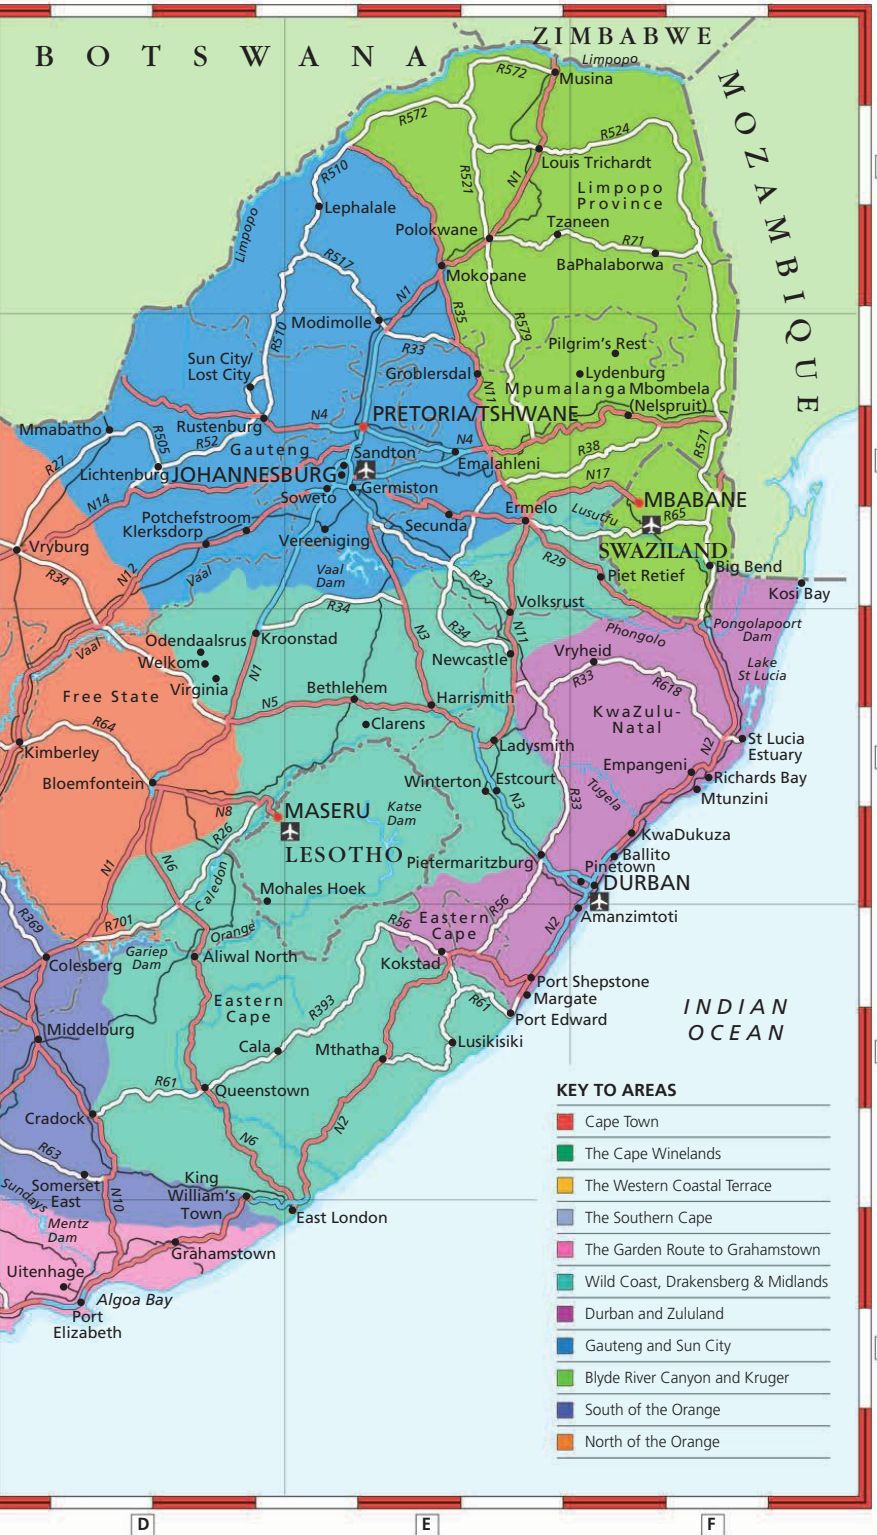 BOTSWANA
ZIMBABWE
Limpopo
MOZAMBIQUE
R572
Musina
R572
R524
Louis Trichardt
R510
R521
N1
Limpopo
Province
Lephalale
Limpopo
Tzaneen
Polokwane
R71
BaPhalaborwa
R517
Mokopane
N1
R35
Modimolle
R510
R33
R579
Pilgrim's Rest
Sun City/
Lost City
Groblersdal
Lydenburg
N11
Mpumalanga
Mbombela
(Nelspruit)
Mmabatho
Rustenburg
N4
PRETORIA/TSHWANE
R505
R52
Gauteng
Sandton
N4
R38
R571
R27
Lichtenburg
JOHANNESBURG
Emalahleni
N17
N14
Soweto
Germiston
MBABANE
Potchefstroom
Ermelo
Lusutfu
R65
Klerksdorp
Vereeniging
Secunda
SWAZILAND
Vryburg
R29
Big Bend
R34
N12
Vaal
Vaal
Dam
R23
Piet Retief
Kosi Bay
R34
Volksrust
Pongolapoort
Dam
Vaal
Odendaalsrus
Kroonstad
N3
R34
N11
Phongolo
Welkom
Newcastle
Vryheid
Lake
St Lucia
Virginia
N1
Bethlehem
R33
R618
Free State
N5
Harrismith
KwaZulu-
Natal
R64
Clarens
Kimberley
Ladysmith
N2
St Lucia
Estuary
Bloemfontein
Winterton
Estcourt
Empangeni
Richards Bay
N8
MASERU
Katse
Dam
N3
R33
Tugela
Mtunzini
R26
KwaDukuza
N1
N6
LESOTHO
Pietermaritzburg
Ballito
Caledon
Pinetown
Mohales Hoek
DURBAN
R369
R701
Orange
R56
Eastern
Cape
R56
N2
Amanzimtoti
Colesberg
Gariep
Dam
Aliwal North
Kokstad
Port Shepstone
Margate
Eastern
Cape
R393
R61
Port Edward
INDIAN
OCEAN
Middelburg
Cala
Mthatha
Lusikisiki
R61
Queenstown
Cradock
N2
N6
R63
Somerset
East
N10
King
William's
Town
Sundays
East London
Mentz
Dam
Grahamstown
Uitenhage
Algoa Bay
Port
Elizabeth
KEY TO AREAS
Cape Town
The Cape Winelands
The Western Coastal Terrace
The Southern Cape
The Garden Route to Grahamstown
Wild Coast, Drakensberg & Midlands
Durban and Zululand
Gauteng and Sun City
Blyde River Canyon and Kruger
South of the Orange
North of the Orange
D
E
F